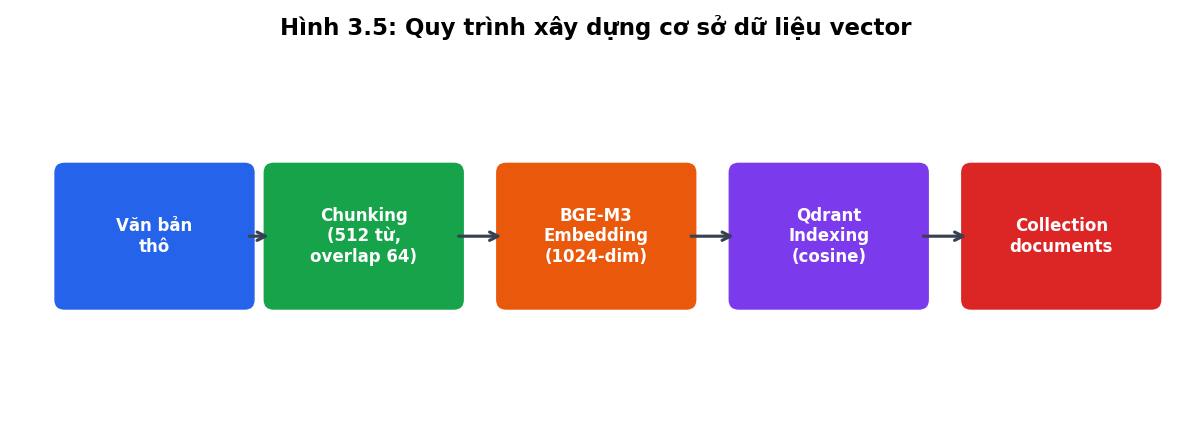 Hình 3.5: Quy trình xây dựng cơ sở dữ liệu vector
Văn bản
thô
Chunking
(512 từ,
overlap 64)
BGE-M3
Embedding
(1024-dim)
Qdrant
Indexing
(cosine)
Collection
documents